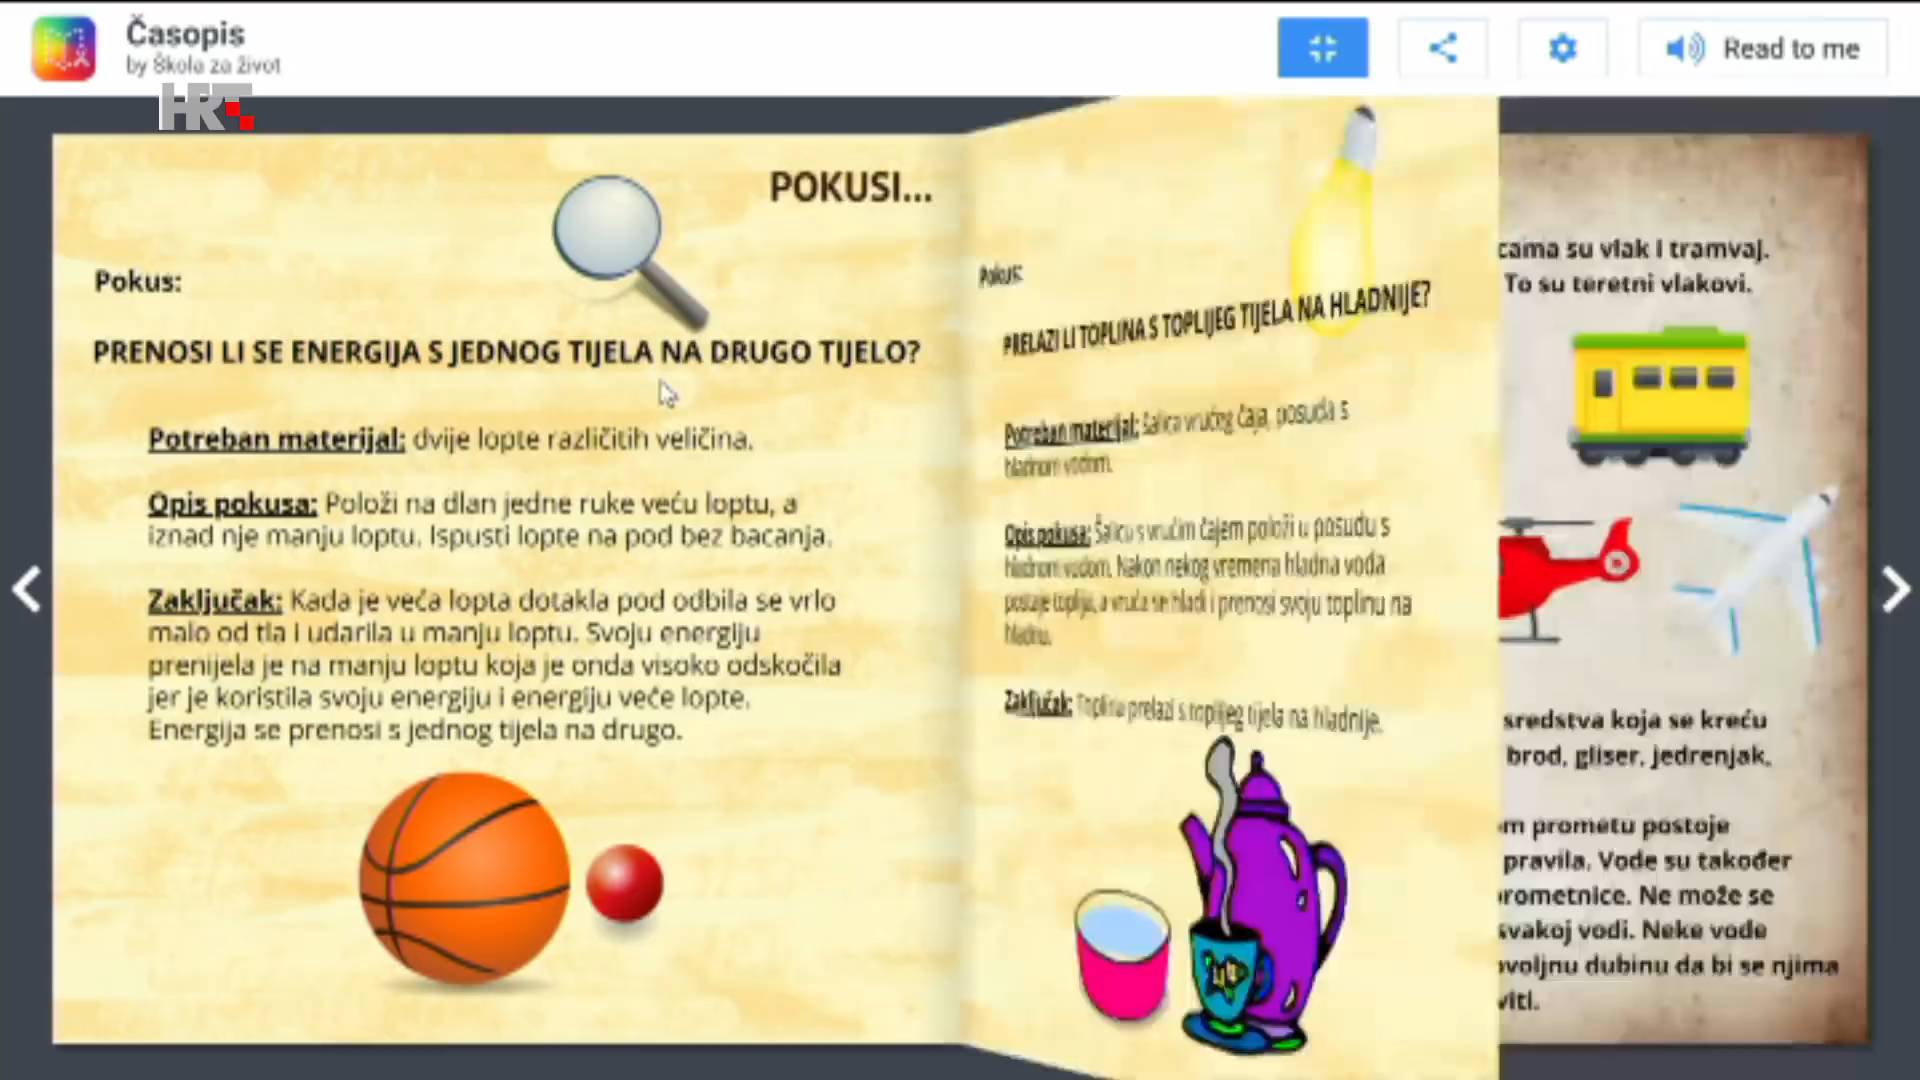 Časopis
by Škola za život
Read to me
HRT
POKUSI...
Pokus:
PRENOSI LI SE ENERGIJA S JEDNOG TIJELA NA DRUGO TIJELO?
Potreban materijal: dvije lopte različitih veličina.
Opis pokusa: Položi na dlan jedne ruke veću loptu, a
iznad nje manju loptu. Ispusti lopte na pod bez bacanja.
Zaključak: Kada je veća lopta dotakla pod odbila se vrlo
malo od tla i udarila u manju loptu. Svoju energiju
prenijela je na manju loptu koja je onda visoko odskočila
jer je koristila svoju energiju i energiju veće lopte.
Energija se prenosi s jednog tijela na drugo.
Pokus:
PRELAZI LI TOPLINA S TOPLIJEG TIJELA NA HLADNIJE?
Potreban materijal: šalica vrućeg čaja, posuda s
hladnom vodom.
Opis pokusa: Šalicu s vrućim čajem položi u posudu s
hladnom vodom. Nakon nekog vremena hladna voda
postaje toplija, a vruća se hladi i prenosi svoju toplinu na
hladnu.
Zaključak: Toplina prelazi s toplijeg tijela na hladnije.
cama su vlak i tramvaj.
To su teretni vlakovi.
sredstva koja se kreću
brod, gliser, jedrenjak,
m prometu postoje
pravila. Vode su također
rometnice. Ne može se
svakoj vodi. Neke vode
ovoljnu dubinu da bi se njima
viti.